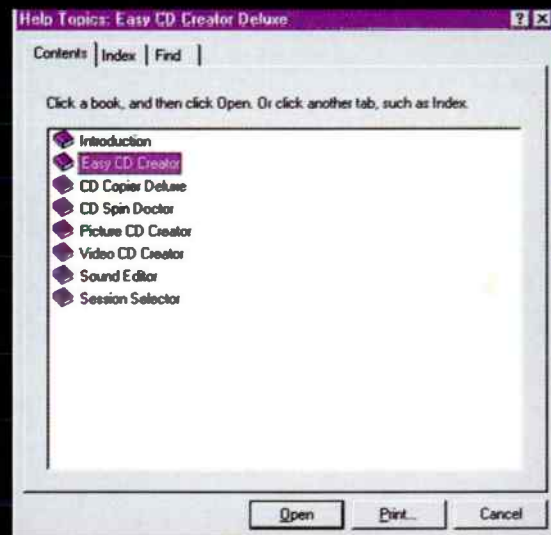 Help Topics: Easy CD Creator Deluxe
Contents Index Find
Click a book, and then click Open. Or click another tab, such as Index.
Introduction
Easy CD Creator
CD Copier Deluxe
CD Spin Doctor
Picture CD Creator
Video CD Creator
Sound Editor
Session Selector
Open Print... Cancel